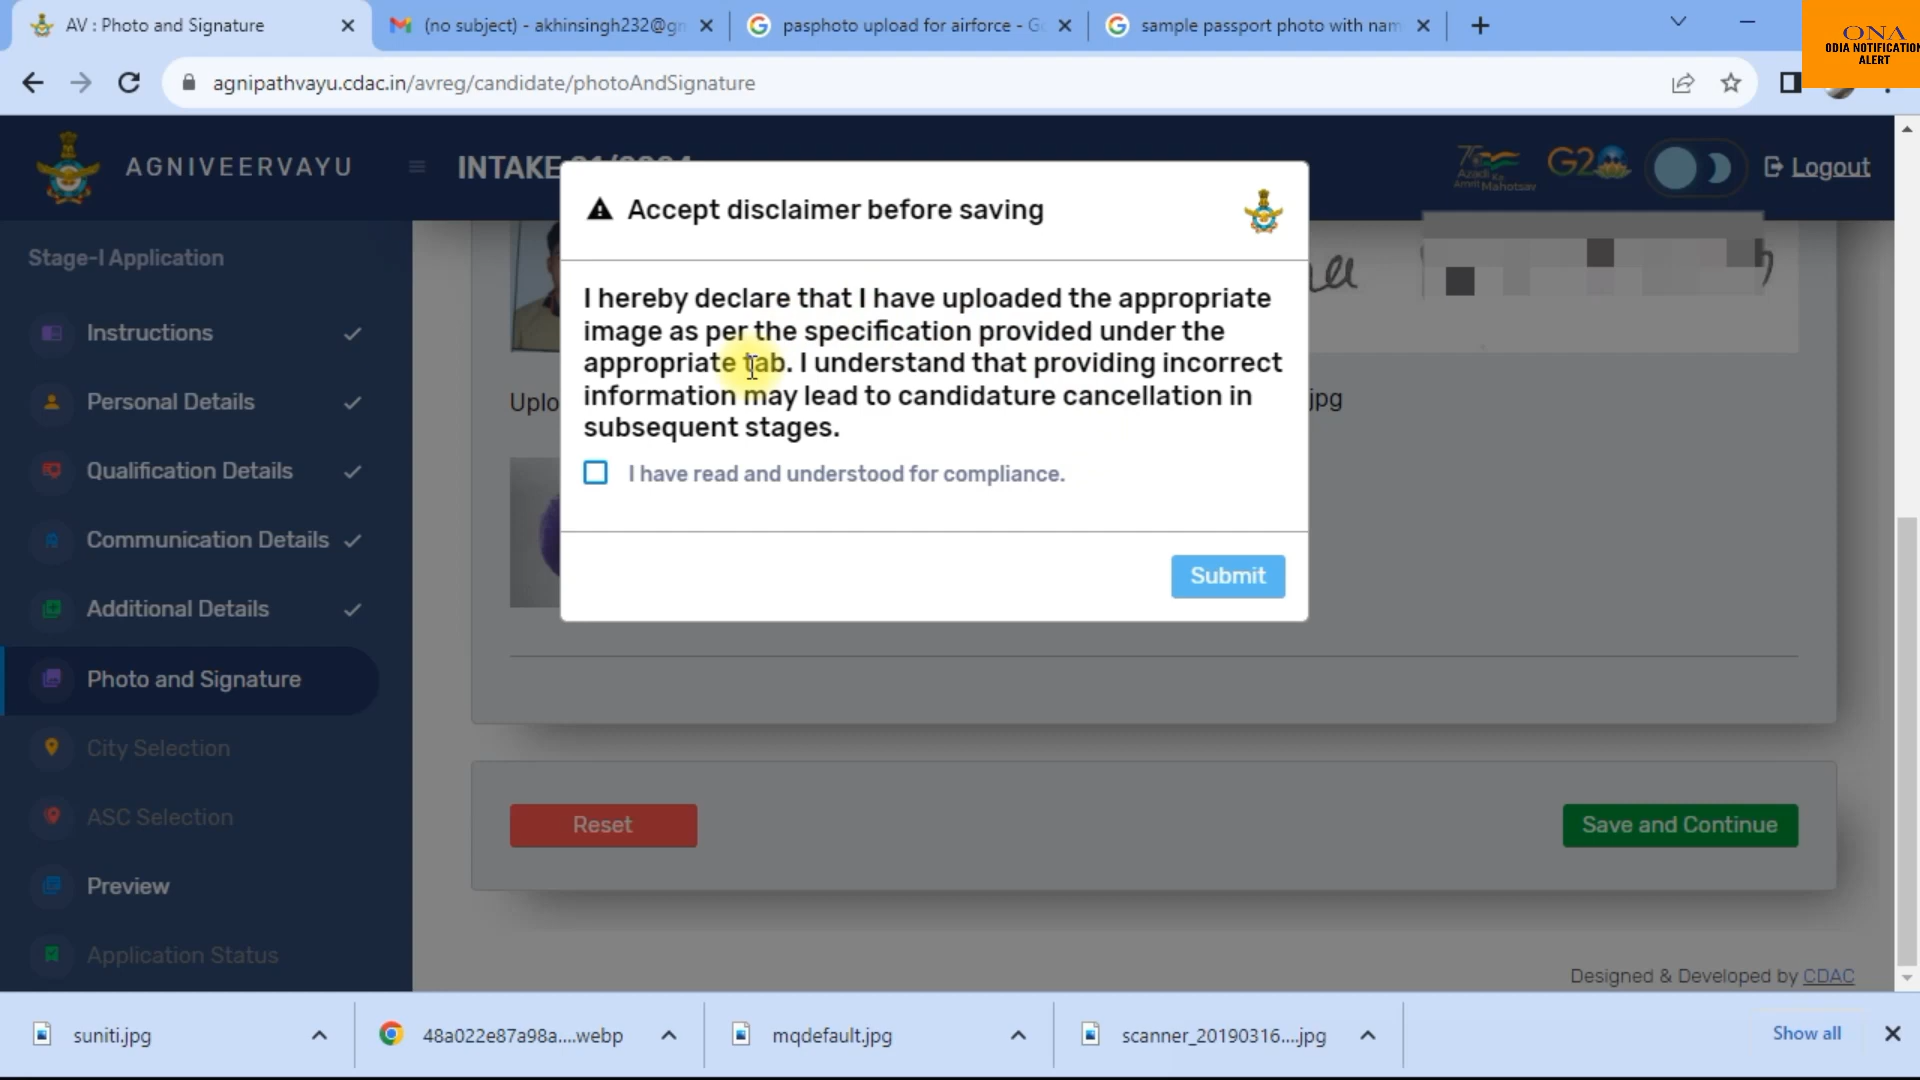 AV : Photo and Signature
(no subject) - akhinsingh232@g
pasphoto upload for airforce - G
sample passport photo with nam
ONA
ODIA NOTIFICATION
ALERT
agnipathvayu.cdac.in/avreg/candidate/photoAndSignature
AGNIVEERVAYU
INTAKE
Azadi Ka
Amrit Mahotsav
G20
Logout
Stage-I Application
Instructions
Personal Details
Qualification Details
Communication Details
Additional Details
Photo and Signature
City Selection
ASC Selection
Preview
Application Status
Accept disclaimer before saving
I hereby declare that I have uploaded the appropriate
image as per the specification provided under the
appropriate tab. I understand that providing incorrect
information may lead to candidature cancellation in
subsequent stages.
I have read and understood for compliance.
Submit
Uplo
jpg
Reset
Save and Continue
Designed & Developed by CDAC
suniti.jpg
48a022e87a98a....webp
mqdefault.jpg
scanner_20190316....jpg
Show all